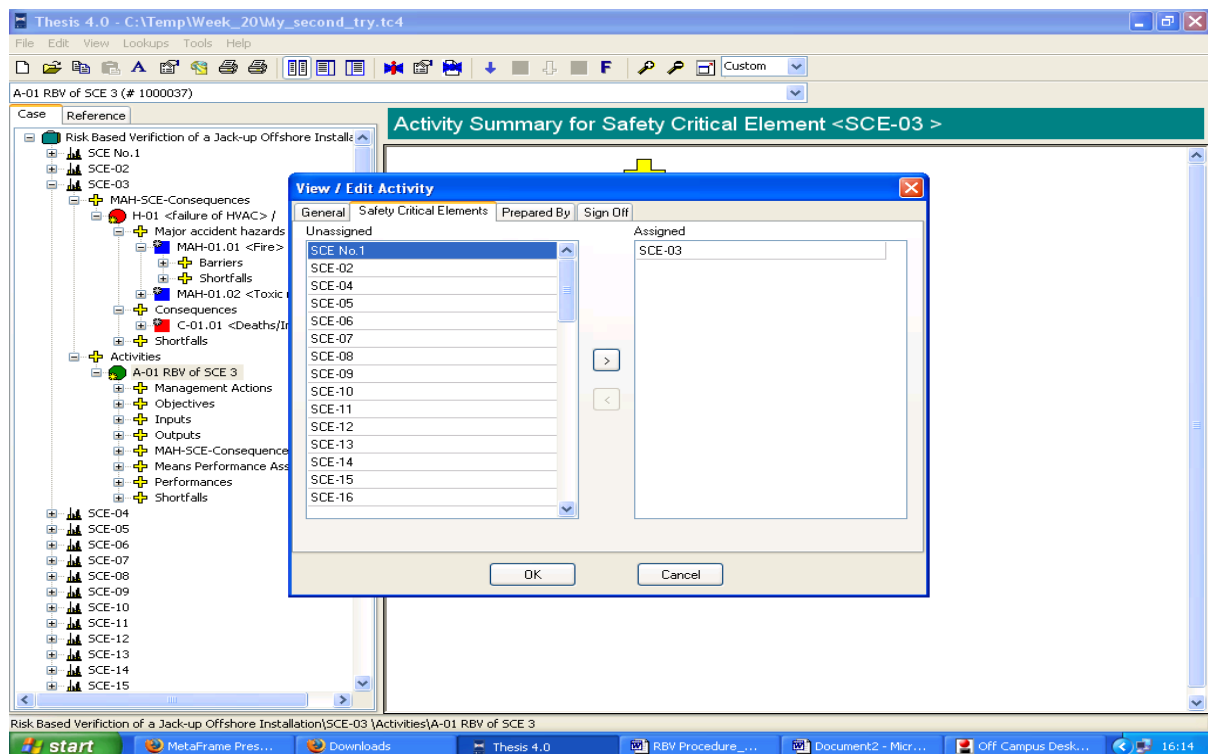 Thesis 4.0 - C:\Temp\Week_20\My_second_try.tc4
File Edit View Lookups Tools Help
A F Custom
A-01 RBV of SCE 3 (# 1000037)
Case Reference
Activity Summary for Safety Critical Element <SCE-03 >
Risk Based Verifiction of a Jack-up Offshore Installa
SCE No.1
SCE-02
SCE-03
MAH-SCE-Consequences
H-01 <failure of HVAC> /
Major accident hazards
MAH-01.01 <Fire>
Barriers
Shortfalls
MAH-01.02 <Toxic
Consequences
C-01.01 <Deaths/In
Shortfalls
Activities
A-01 RBV of SCE 3
Management Actions
Objectives
Inputs
Outputs
MAH-SCE-Consequence
Means Performance Ass
Performances
Shortfalls
SCE-04
SCE-05
SCE-06
SCE-07
SCE-08
SCE-09
SCE-10
SCE-11
SCE-12
SCE-13
SCE-14
SCE-15
View / Edit Activity
General Safety Critical Elements Prepared By Sign Off
Unassigned
SCE No.1
SCE-02
SCE-04
SCE-05
SCE-06
SCE-07
SCE-08
SCE-09
SCE-10
SCE-11
SCE-12
SCE-13
SCE-14
SCE-15
SCE-16
>
<
Assigned
SCE-03
OK Cancel
Risk Based Verifiction of a Jack-up Offshore Installation\SCE-03 \Activities\A-01 RBV of SCE 3
start MetaFrame Pres... Downloads Thesis 4.0 RBV Procedure_... Document2 - Micr... Off Campus Desk... 16:14